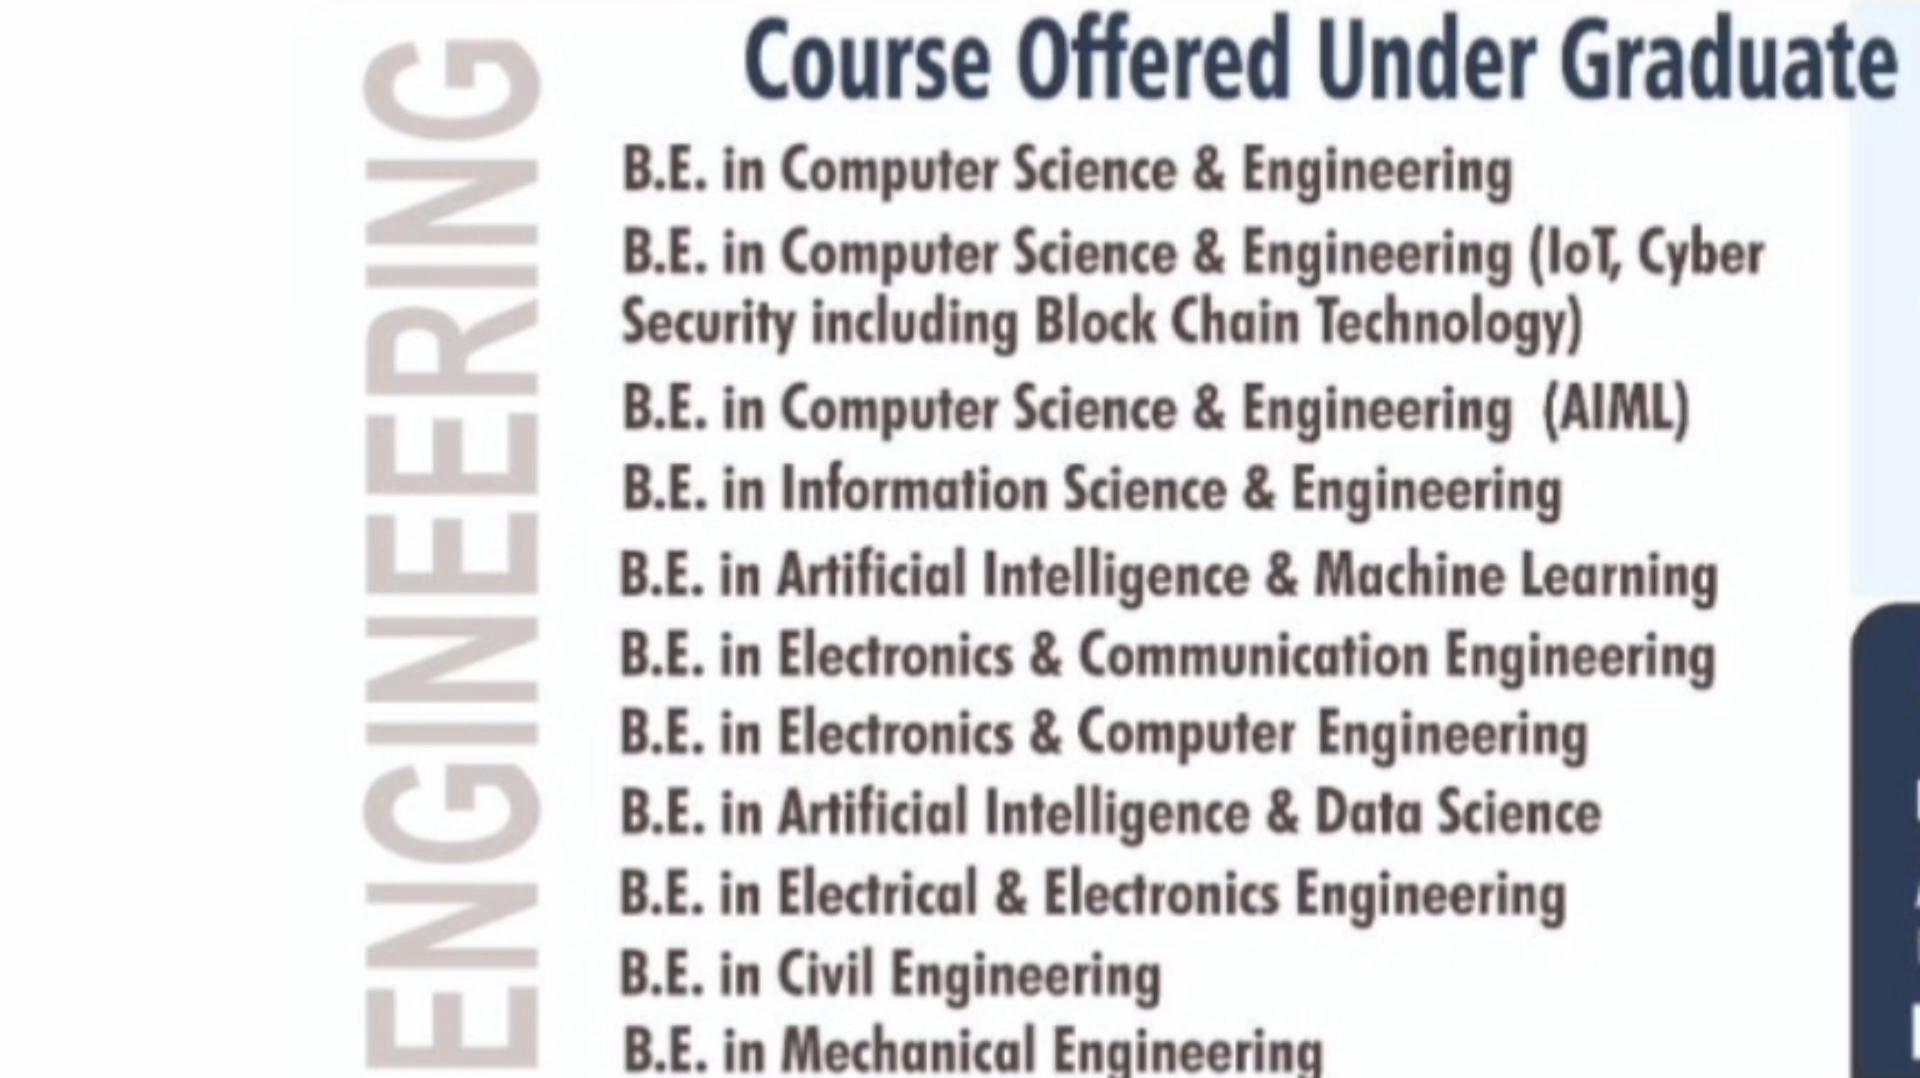 ENGINEERING
Course Offered Under Graduate
B.E. in Computer Science & Engineering
B.E. in Computer Science & Engineering (IoT, Cyber
Security including Block Chain Technology)
B.E. in Computer Science & Engineering (AIML)
B.E. in Information Science & Engineering
B.E. in Artificial Intelligence & Machine Learning
B.E. in Electronics & Communication Engineering
B.E. in Electronics & Computer Engineering
B.E. in Artificial Intelligence & Data Science
B.E. in Electrical & Electronics Engineering
B.E. in Civil Engineering
B.E. in Mechanical Engineering